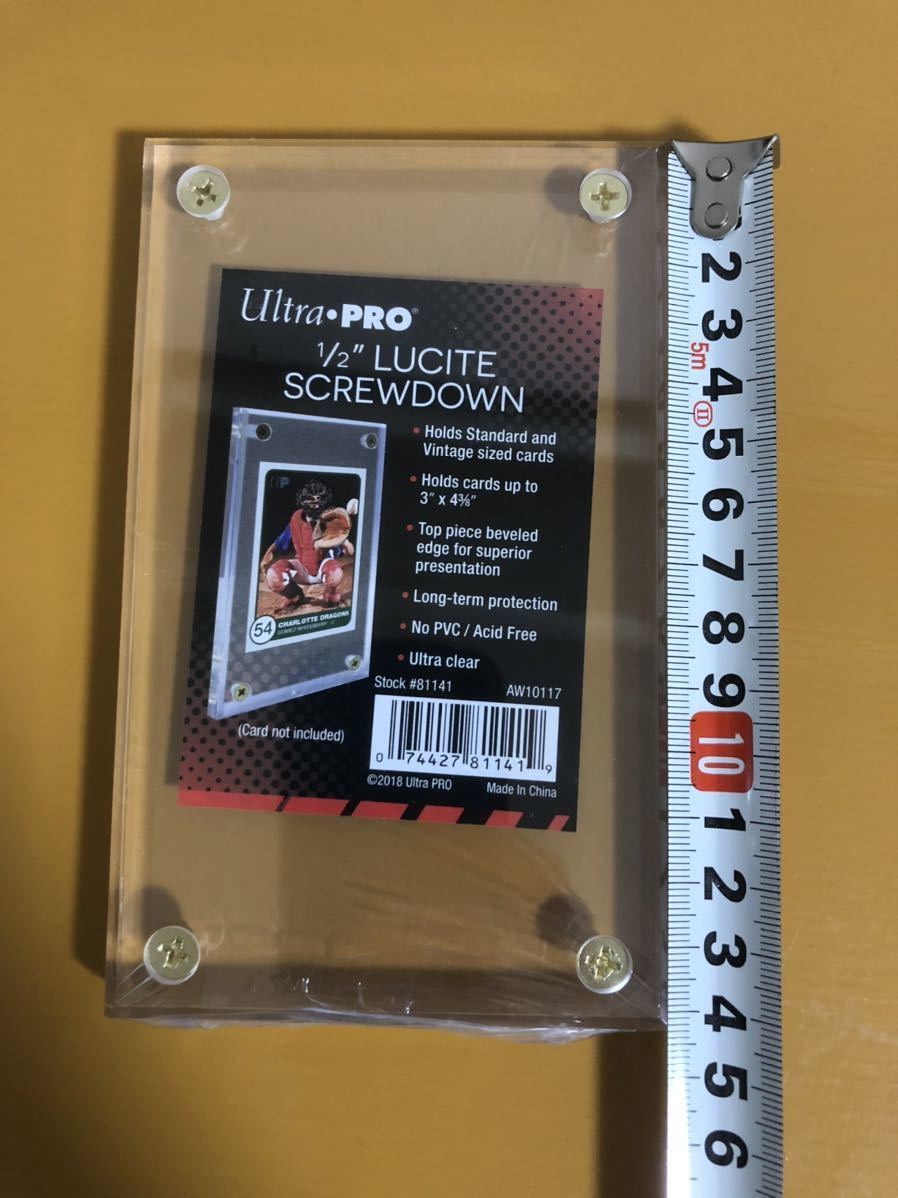 Ultra•PRO®
1/2" LUCITE
SCREWDOWN
• Holds Standard and
Vintage sized cards
• Holds cards up to
3" x 4⅜"
• Top piece beveled
edge for superior
presentation
• Long-term protection
• No PVC / Acid Free
• Ultra clear
UP
54
CHARLOTTE DRAGONS
(Card not included)
Stock #81141
AW10117
0 74427 81141 9
©2018 Ultra PRO
Made In China
2
3
5m
4
II
5
6
7
8
9
10
1
2
3
4
5
6